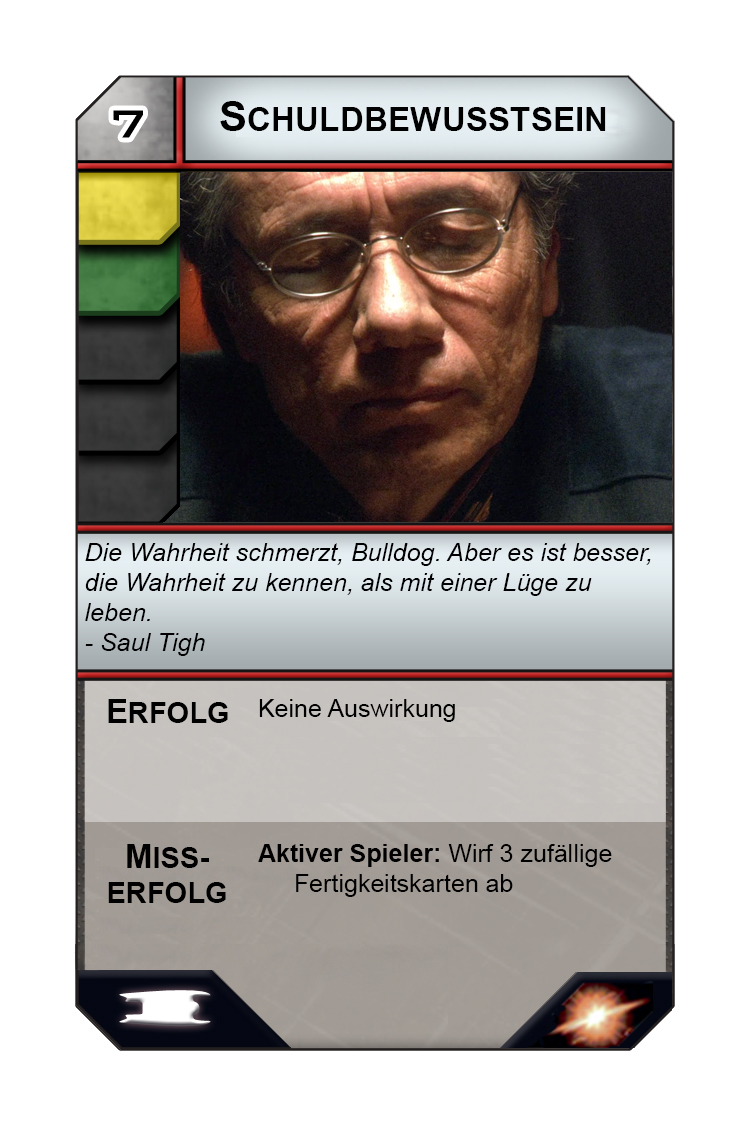 7
SCHULDBEWUSSTSEIN
Die Wahrheit schmerzt, Bulldog. Aber es ist besser,
die Wahrheit zu kennen, als mit einer Lüge zu
leben.
- Saul Tigh
ERFOLG
Keine Auswirkung
MISS-
ERFOLG
Aktiver Spieler: Wirf 3 zufällige
Fertigkeitskarten ab